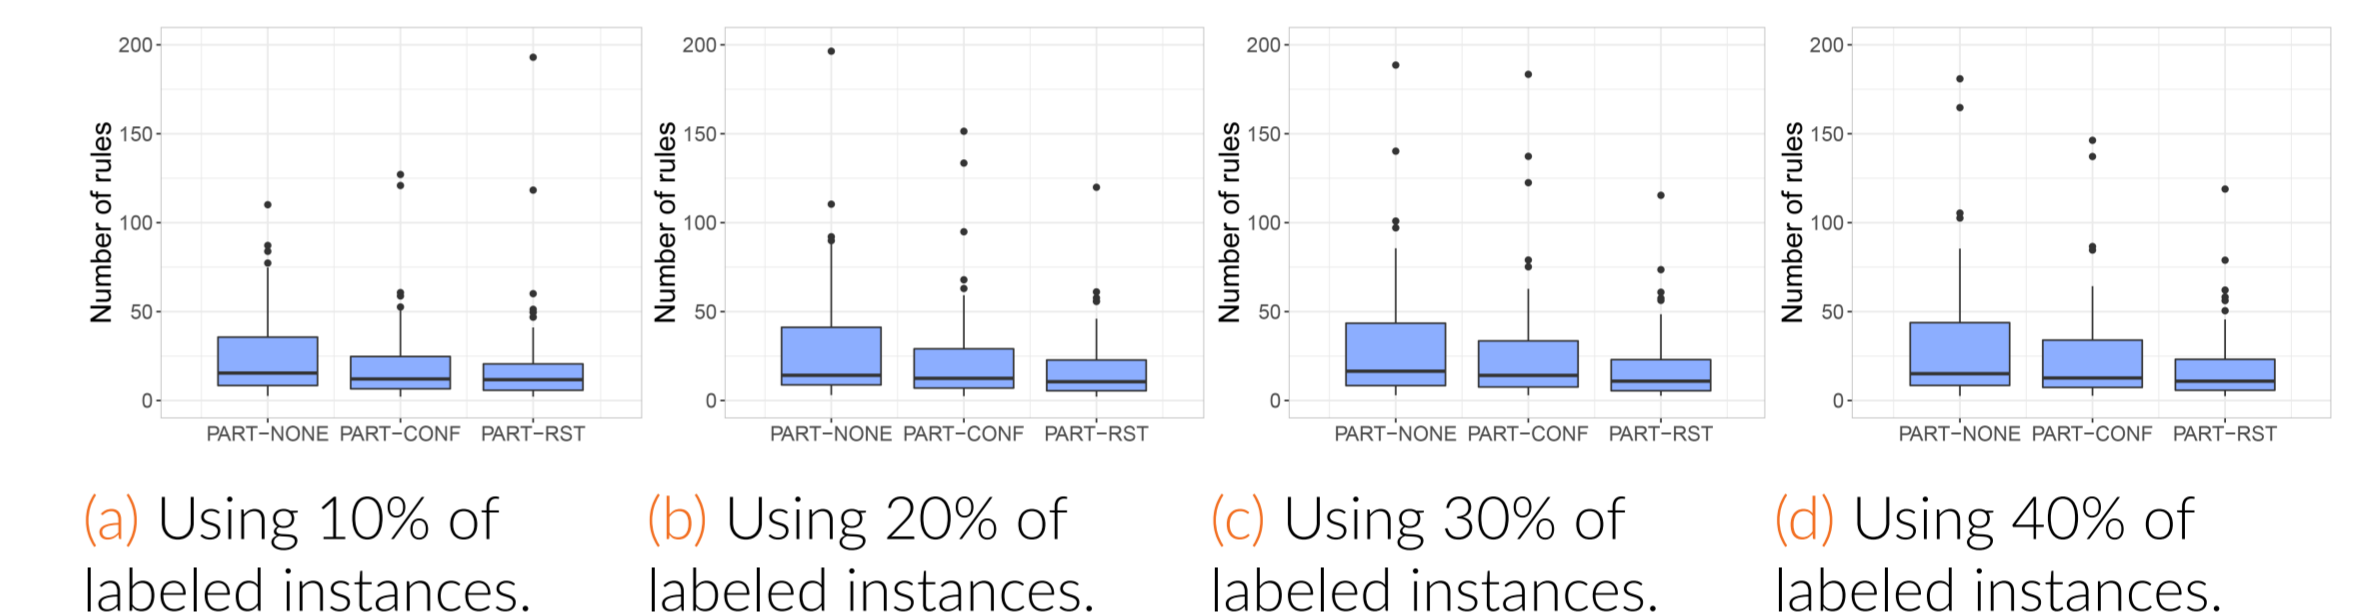 200
150
100
50
0
Number of rules
PART−NONE PART−CONF PART−RST
(a) Using 10% of
labeled instances.
200
150
100
50
0
Number of rules
PART−NONE PART−CONF PART−RST
(b) Using 20% of
labeled instances.
200
150
100
50
0
Number of rules
PART−NONE PART−CONF PART−RST
(c) Using 30% of
labeled instances.
200
150
100
50
0
Number of rules
PART−NONE PART−CONF PART−RST
(d) Using 40% of
labeled instances.